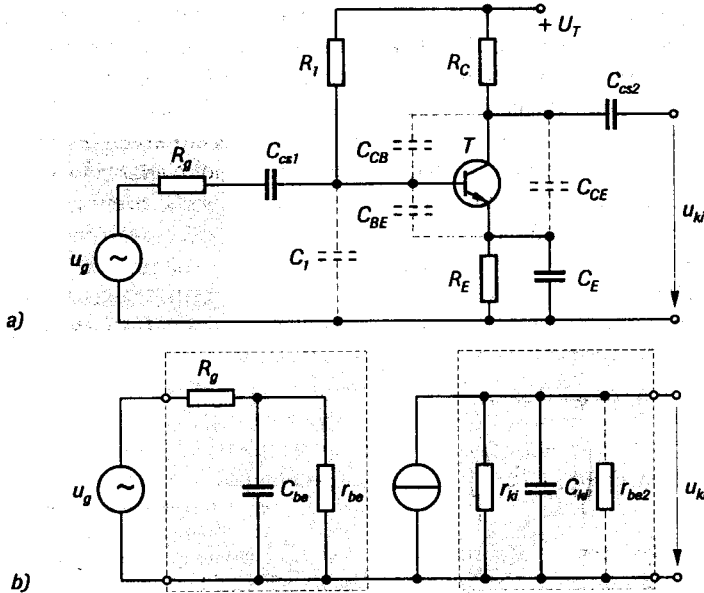 + U_T
R_1
R_C
C_cs2
C_cs1
C_CB
T
R_g
C_BE
C_CE
u_ki
u_g
C_1
R_E
C_E
a)
R_g
u_g
C_be
r_be
r_ki
C_ki
r_be2
u_ki
b)